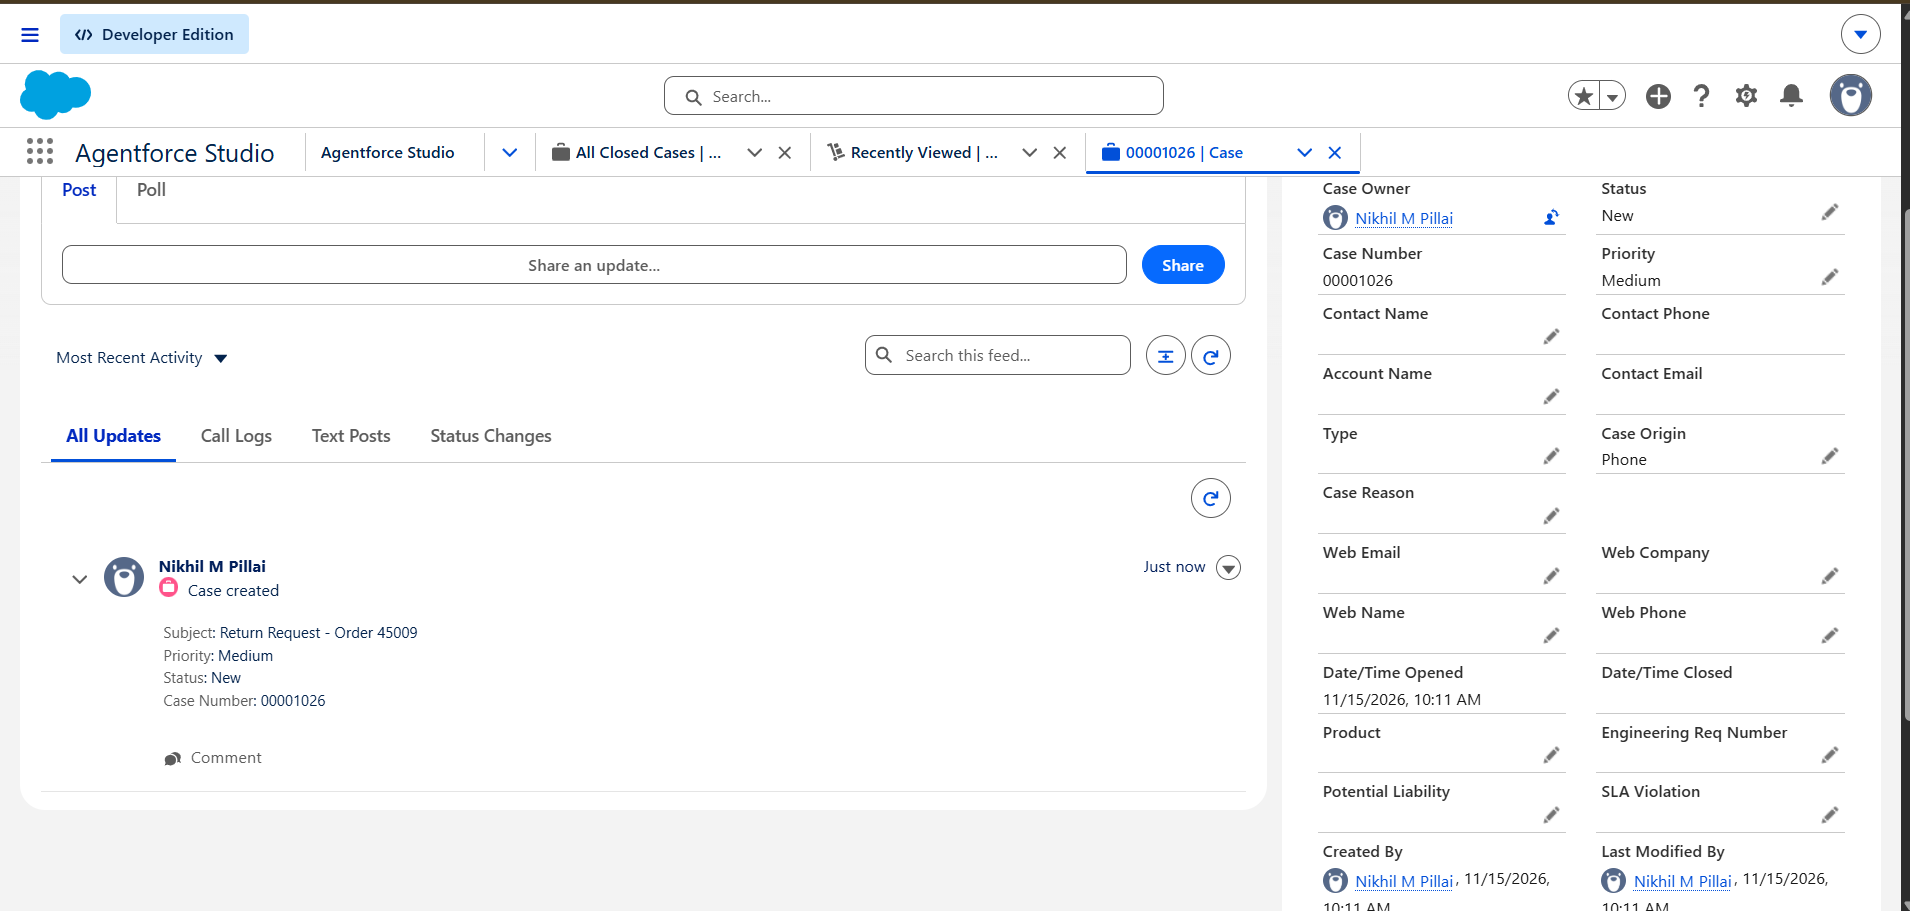 Developer Edition
Search...
Agentforce Studio
Agentforce Studio
All Closed Cases | ...
Recently Viewed | ...
00001026 | Case
Post
Poll
Share an update...
Share
Most Recent Activity
Search this feed...
All Updates
Call Logs
Text Posts
Status Changes
Nikhil M Pillai
Just now
Case created
Subject: Return Request - Order 45009
Priority: Medium
Status: New
Case Number: 00001026
Comment
Case Owner
Nikhil M Pillai
Status
New
Case Number
00001026
Priority
Medium
Contact Name
Contact Phone
Account Name
Contact Email
Type
Case Origin
Phone
Case Reason
Web Email
Web Company
Web Name
Web Phone
Date/Time Opened
11/15/2026, 10:11 AM
Date/Time Closed
Product
Engineering Req Number
Potential Liability
SLA Violation
Created By
Nikhil M Pillai, 11/15/2026,
10:11 AM
Last Modified By
Nikhil M Pillai, 11/15/2026,
10:11 AM